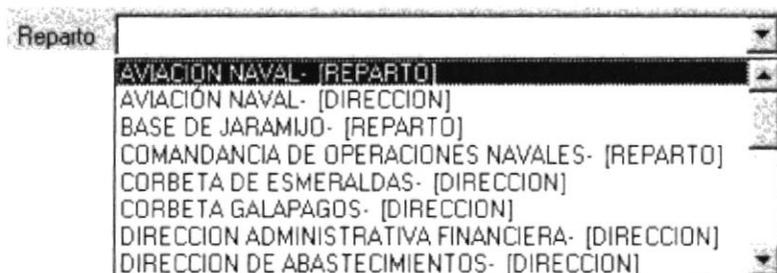 Reparto
AVIACION NAVAL- [REPARTO]
AVIACIÓN NAVAL- [DIRECCION]
BASE DE JARAMIJO- [REPARTO]
COMANDANCIA DE OPERACIONES NAVALES- [REPARTO]
CORBETA DE ESMERALDAS- [DIRECCION]
CORBETA GALAPAGOS- [DIRECCION]
DIRECCION ADMINISTRATIVA FINANCIERA- [DIRECCION]
DIRECCION DE ABASTECIMIENTOS- [DIRECCION]